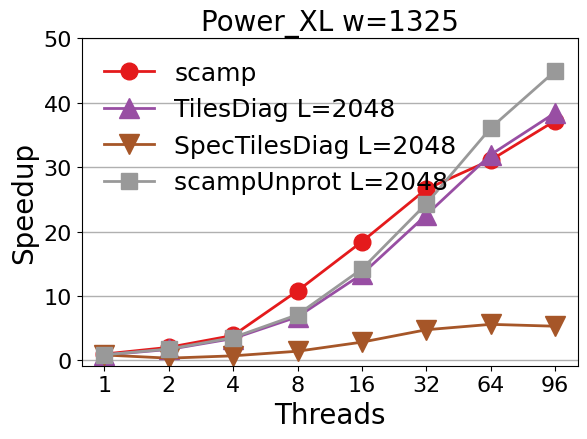 Power_XL w=1325
50
40
30
20
10
0
Speedup
scamp
TilesDiag L=2048
SpecTilesDiag L=2048
scampUnprot L=2048
1 2 4 8 16 32 64 96
Threads